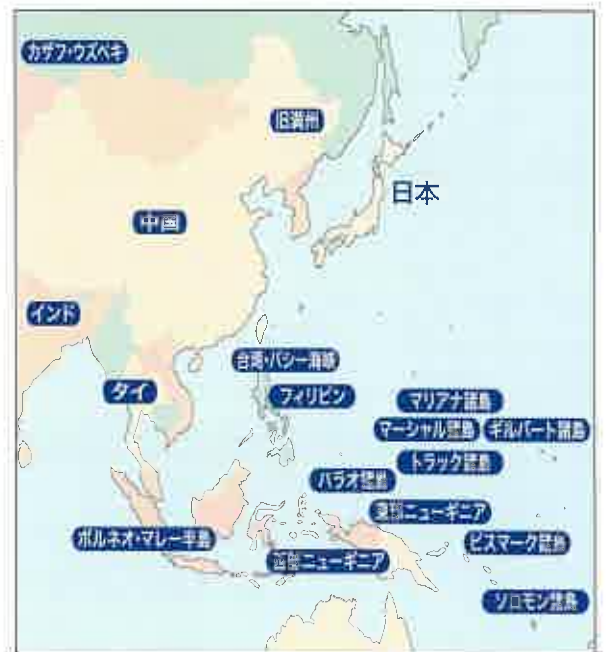 カザフ・ウズベキ
旧満州
日本
中国
インド
台湾・バシー海峡
タイ
フィリピン
マリアナ諸島
マーシャル諸島
ギルバート諸島
トラック諸島
パラオ諸島
東部ニューギニア
ボルネオ・マレー半島
ビスマーク諸島
西部ニューギニア
ソロモン諸島